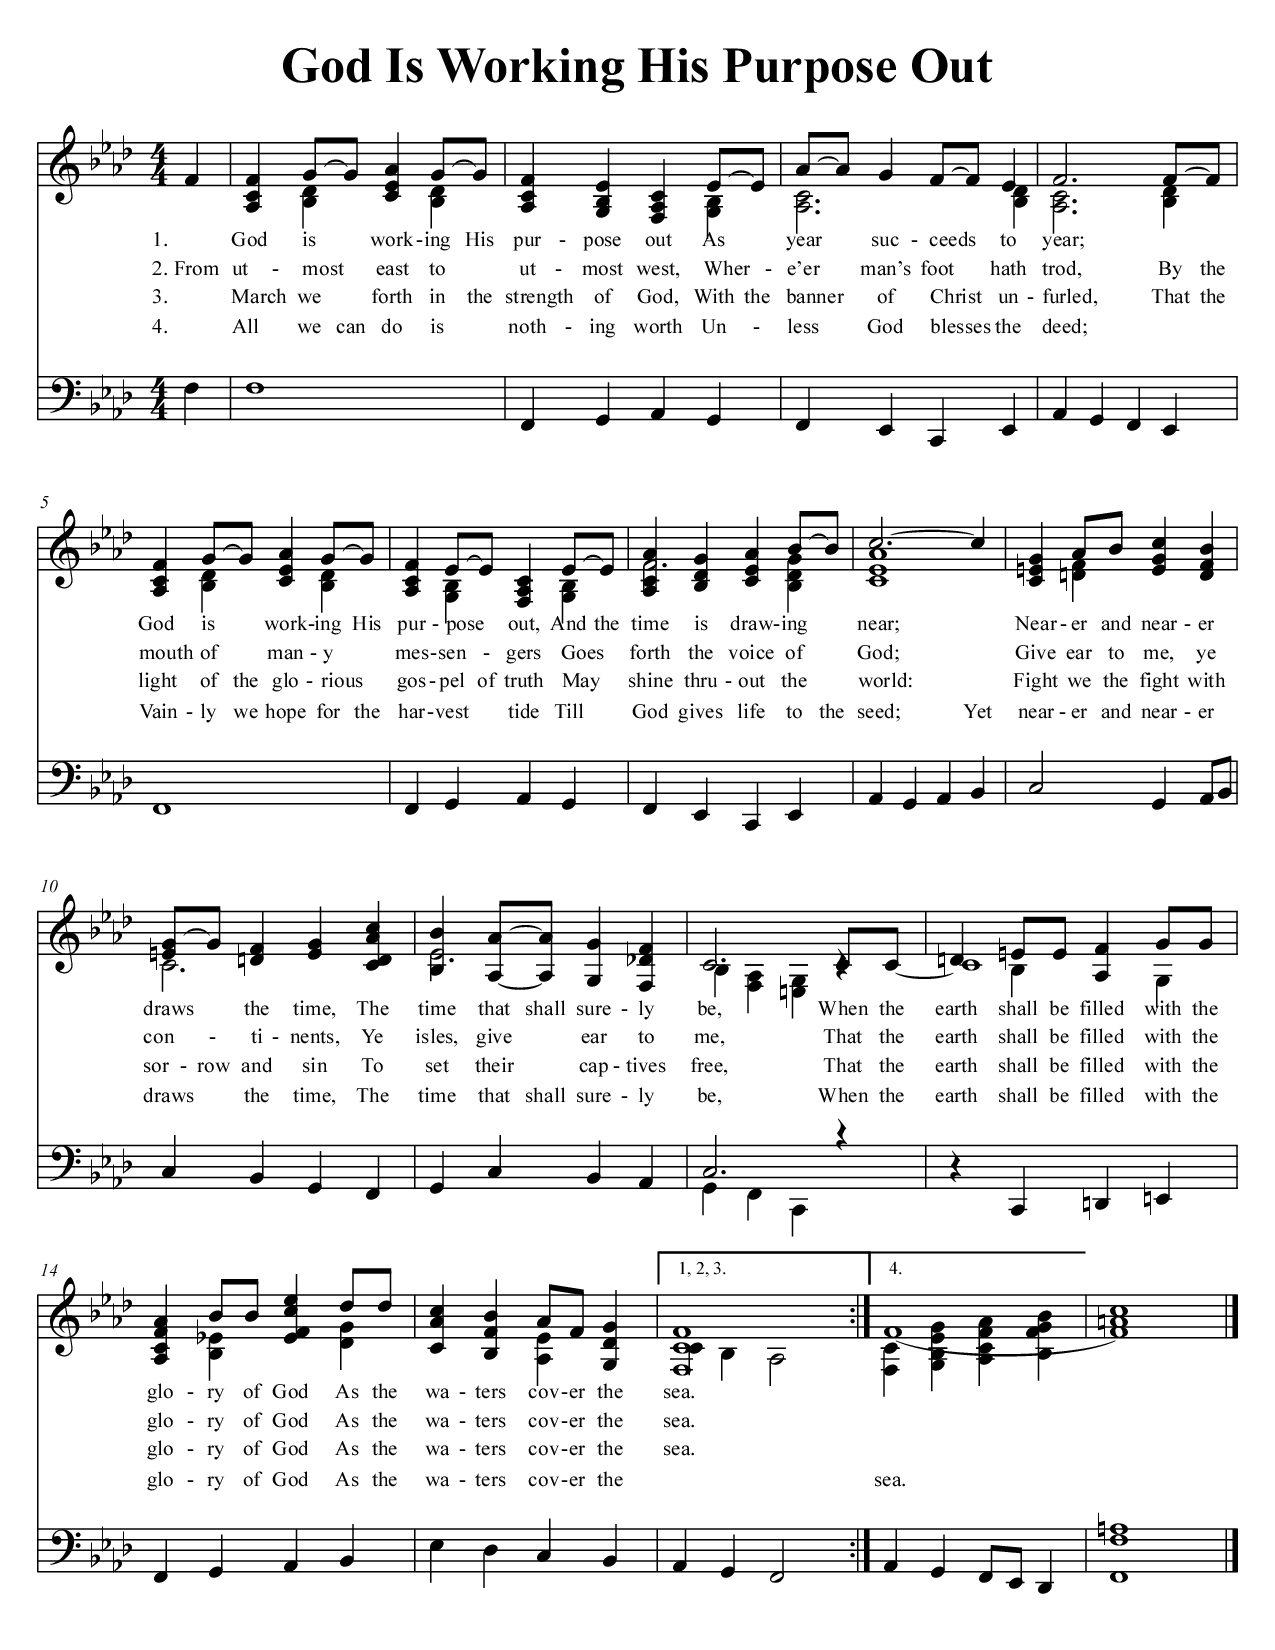 God Is Working His Purpose Out
4
4
1. God is work-ing His pur - pose out As year suc - ceeds to year;
2. From ut - most east to ut - most west, Wher - e’er man’s foot hath trod, By the
3. March we forth in the strength of God, With the banner of Christ un - furled, That the
4. All we can do is noth - ing worth Un - less God blesses the deed;
4
4
5
God is work-ing His pur - pose out, And the time is draw-ing near; Near-er and near-er
mouth of man - y mes-sen - gers Goes forth the voice of God; Give ear to me, ye
light of the glo - rious gos-pel of truth May shine thru-out the world: Fight we the fight with
Vain - ly we hope for the har-vest tide Till God gives life to the seed; Yet near-er and near-er
10
draws the time, The time that shall sure - ly be, When the earth shall be filled with the
con - ti - nents, Ye isles, give ear to me, That the earth shall be filled with the
sor - row and sin To set their cap - tives free, That the earth shall be filled with the
draws the time, The time that shall sure - ly be, When the earth shall be filled with the
14
1, 2, 3.
4.
glo - ry of God As the wa - ters cov-er the sea.
glo - ry of God As the wa - ters cov-er the sea.
glo - ry of God As the wa - ters cov-er the sea.
glo - ry of God As the wa - ters cov-er the sea.